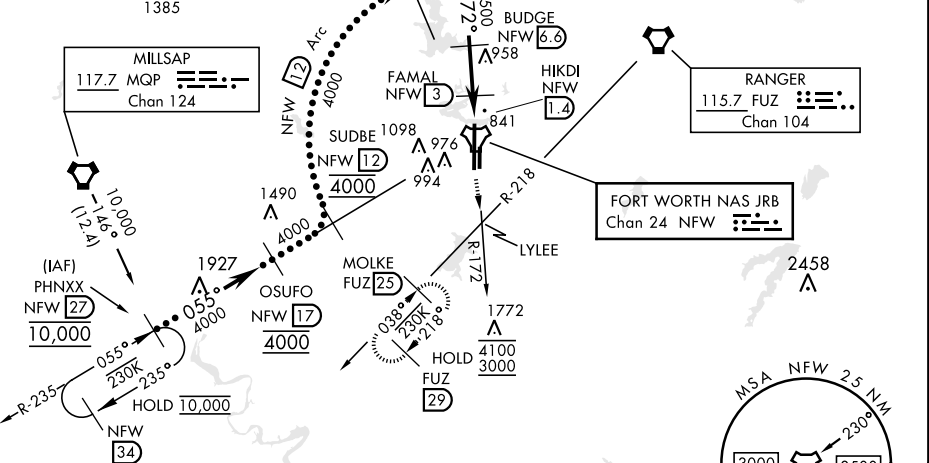 1385
500
72°
BUDGE
NFW 6.6
958
NFW 12 Arc
4000
MILLSAP
117.7 MQP
Chan 124
FAMAL
NFW 3
HIKDI
NFW
1.4
841
RANGER
115.7 FUZ
Chan 104
SUDBE
NFW 12
4000
1098
976
994
R-218
FORT WORTH NAS JRB
Chan 24 NFW
10,000
146°
(12.4)
1490
4000
LYLEE
R-172
(IAF)
PHNXX
NFW 27
10,000
1927
055°
4000
OSUFO
NFW 17
4000
MOLKE
FUZ 25
2458
038°
230K
218°
1772
HOLD 4100
3000
055°
230K
235°
R-235
HOLD 10,000
FUZ
29
NFW
34
MSA NFW 25 NM
230°
3000